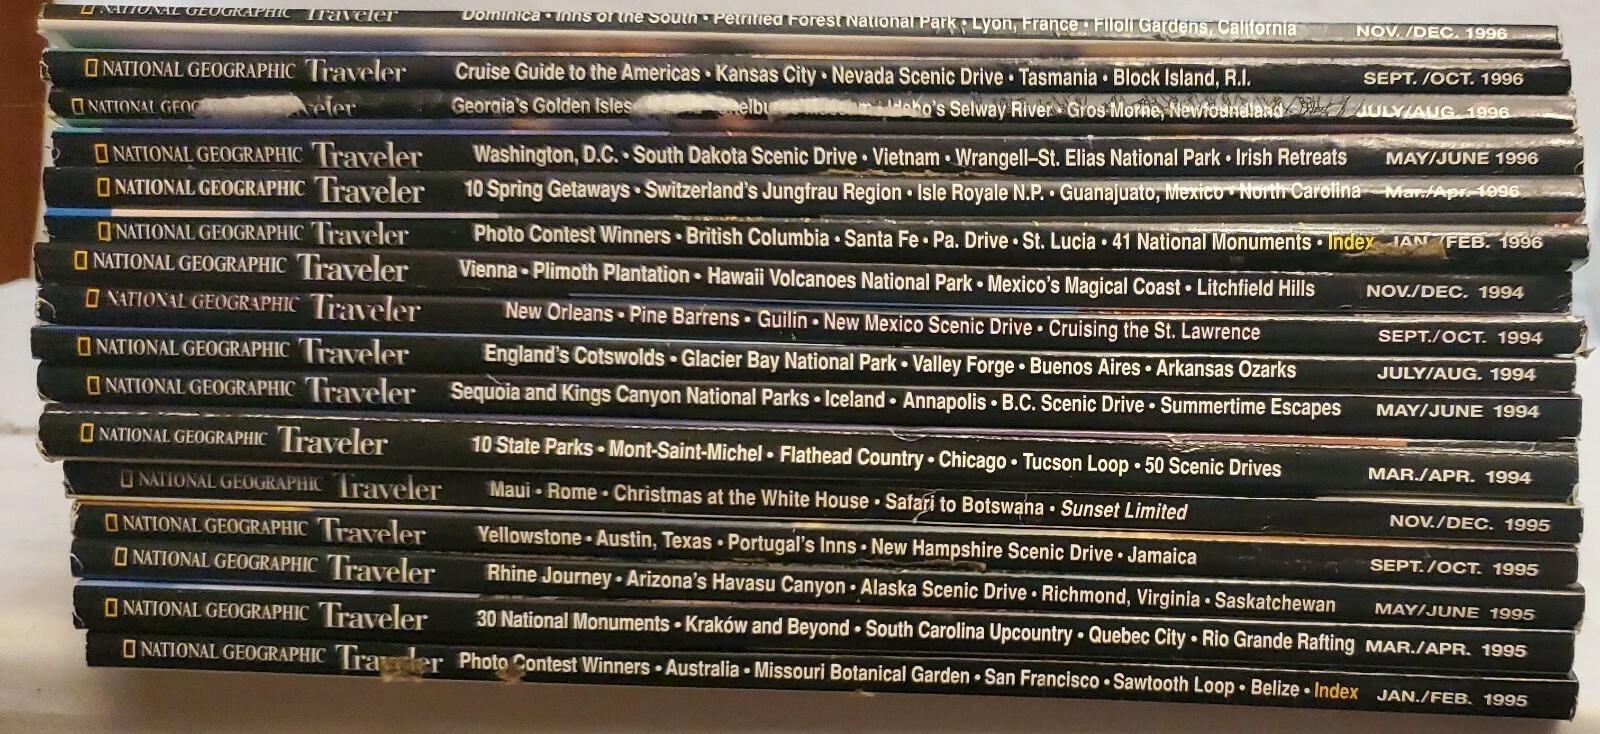 NATIONAL GEOGRAPHIC Traveler Dominica • Inns of the South • Petrified Forest National Park • Lyon, France • Filoli Gardens, California NOV. /DEC. 1996
NATIONAL GEOGRAPHIC Traveler Cruise Guide to the Americas • Kansas City • Nevada Scenic Drive • Tasmania • Block Island, R.I. SEPT. /OCT. 1996
NATIONAL Georgia's Golden Isles Selway River • Gros Morne, Newfoundland JULY/AUG. 1996
NATIONAL GEOGRAPHIC Traveler Washington, D.C. • South Dakota Scenic Drive • Vietnam • Wrangell–St. Elias National Park • Irish Retreats MAY/JUNE 1996
NATIONAL GEOGRAPHIC Traveler 10 Spring Getaways • Switzerland's Jungfrau Region • Isle Royale N.P. • Guanajuato, Mexico • North Carolina Mar./Apr. 1996
NATIONAL GEOGRAPHIC Traveler Photo Contest Winners • British Columbia • Santa Fe • Pa. Drive • St. Lucia • 41 National Monuments • Index JAN./FEB. 1996
NATIONAL GEOGRAPHIC Traveler Vienna • Plimoth Plantation • Hawaii Volcanoes National Park • Mexico's Magical Coast • Litchfield Hills NOV./DEC. 1994
NATIONAL GEOGRAPHIC Traveler New Orleans • Pine Barrens • Guilin • New Mexico Scenic Drive • Cruising the St. Lawrence SEPT./OCT. 1994
NATIONAL GEOGRAPHIC Traveler England's Cotswolds • Glacier Bay National Park • Valley Forge • Buenos Aires • Arkansas Ozarks JULY/AUG. 1994
NATIONAL GEOGRAPHIC Traveler Sequoia and Kings Canyon National Parks • Iceland • Annapolis • B.C. Scenic Drive • Summertime Escapes MAY/JUNE 1994
NATIONAL GEOGRAPHIC Traveler 10 State Parks • Mont-Saint-Michel • Flathead Country • Chicago • Tucson Loop • 50 Scenic Drives MAR./APR. 1994
NATIONAL GEOGRAPHIC Traveler Maui • Rome • Christmas at the White House • Safari to Botswana • Sunset Limited NOV./DEC. 1995
NATIONAL GEOGRAPHIC Traveler Yellowstone • Austin, Texas • Portugal's Inns • New Hampshire Scenic Drive • Jamaica SEPT./OCT. 1995
NATIONAL GEOGRAPHIC Traveler Rhine Journey • Arizona's Havasu Canyon • Alaska Scenic Drive • Richmond, Virginia • Saskatchewan MAY/JUNE 1995
NATIONAL GEOGRAPHIC Traveler 30 National Monuments • Kraków and Beyond • South Carolina Upcountry • Quebec City • Rio Grande Rafting MAR./APR. 1995
NATIONAL GEOGRAPHIC Traveler Photo Contest Winners • Australia • Missouri Botanical Garden • San Francisco • Sawtooth Loop • Belize • Index JAN./FEB. 1995